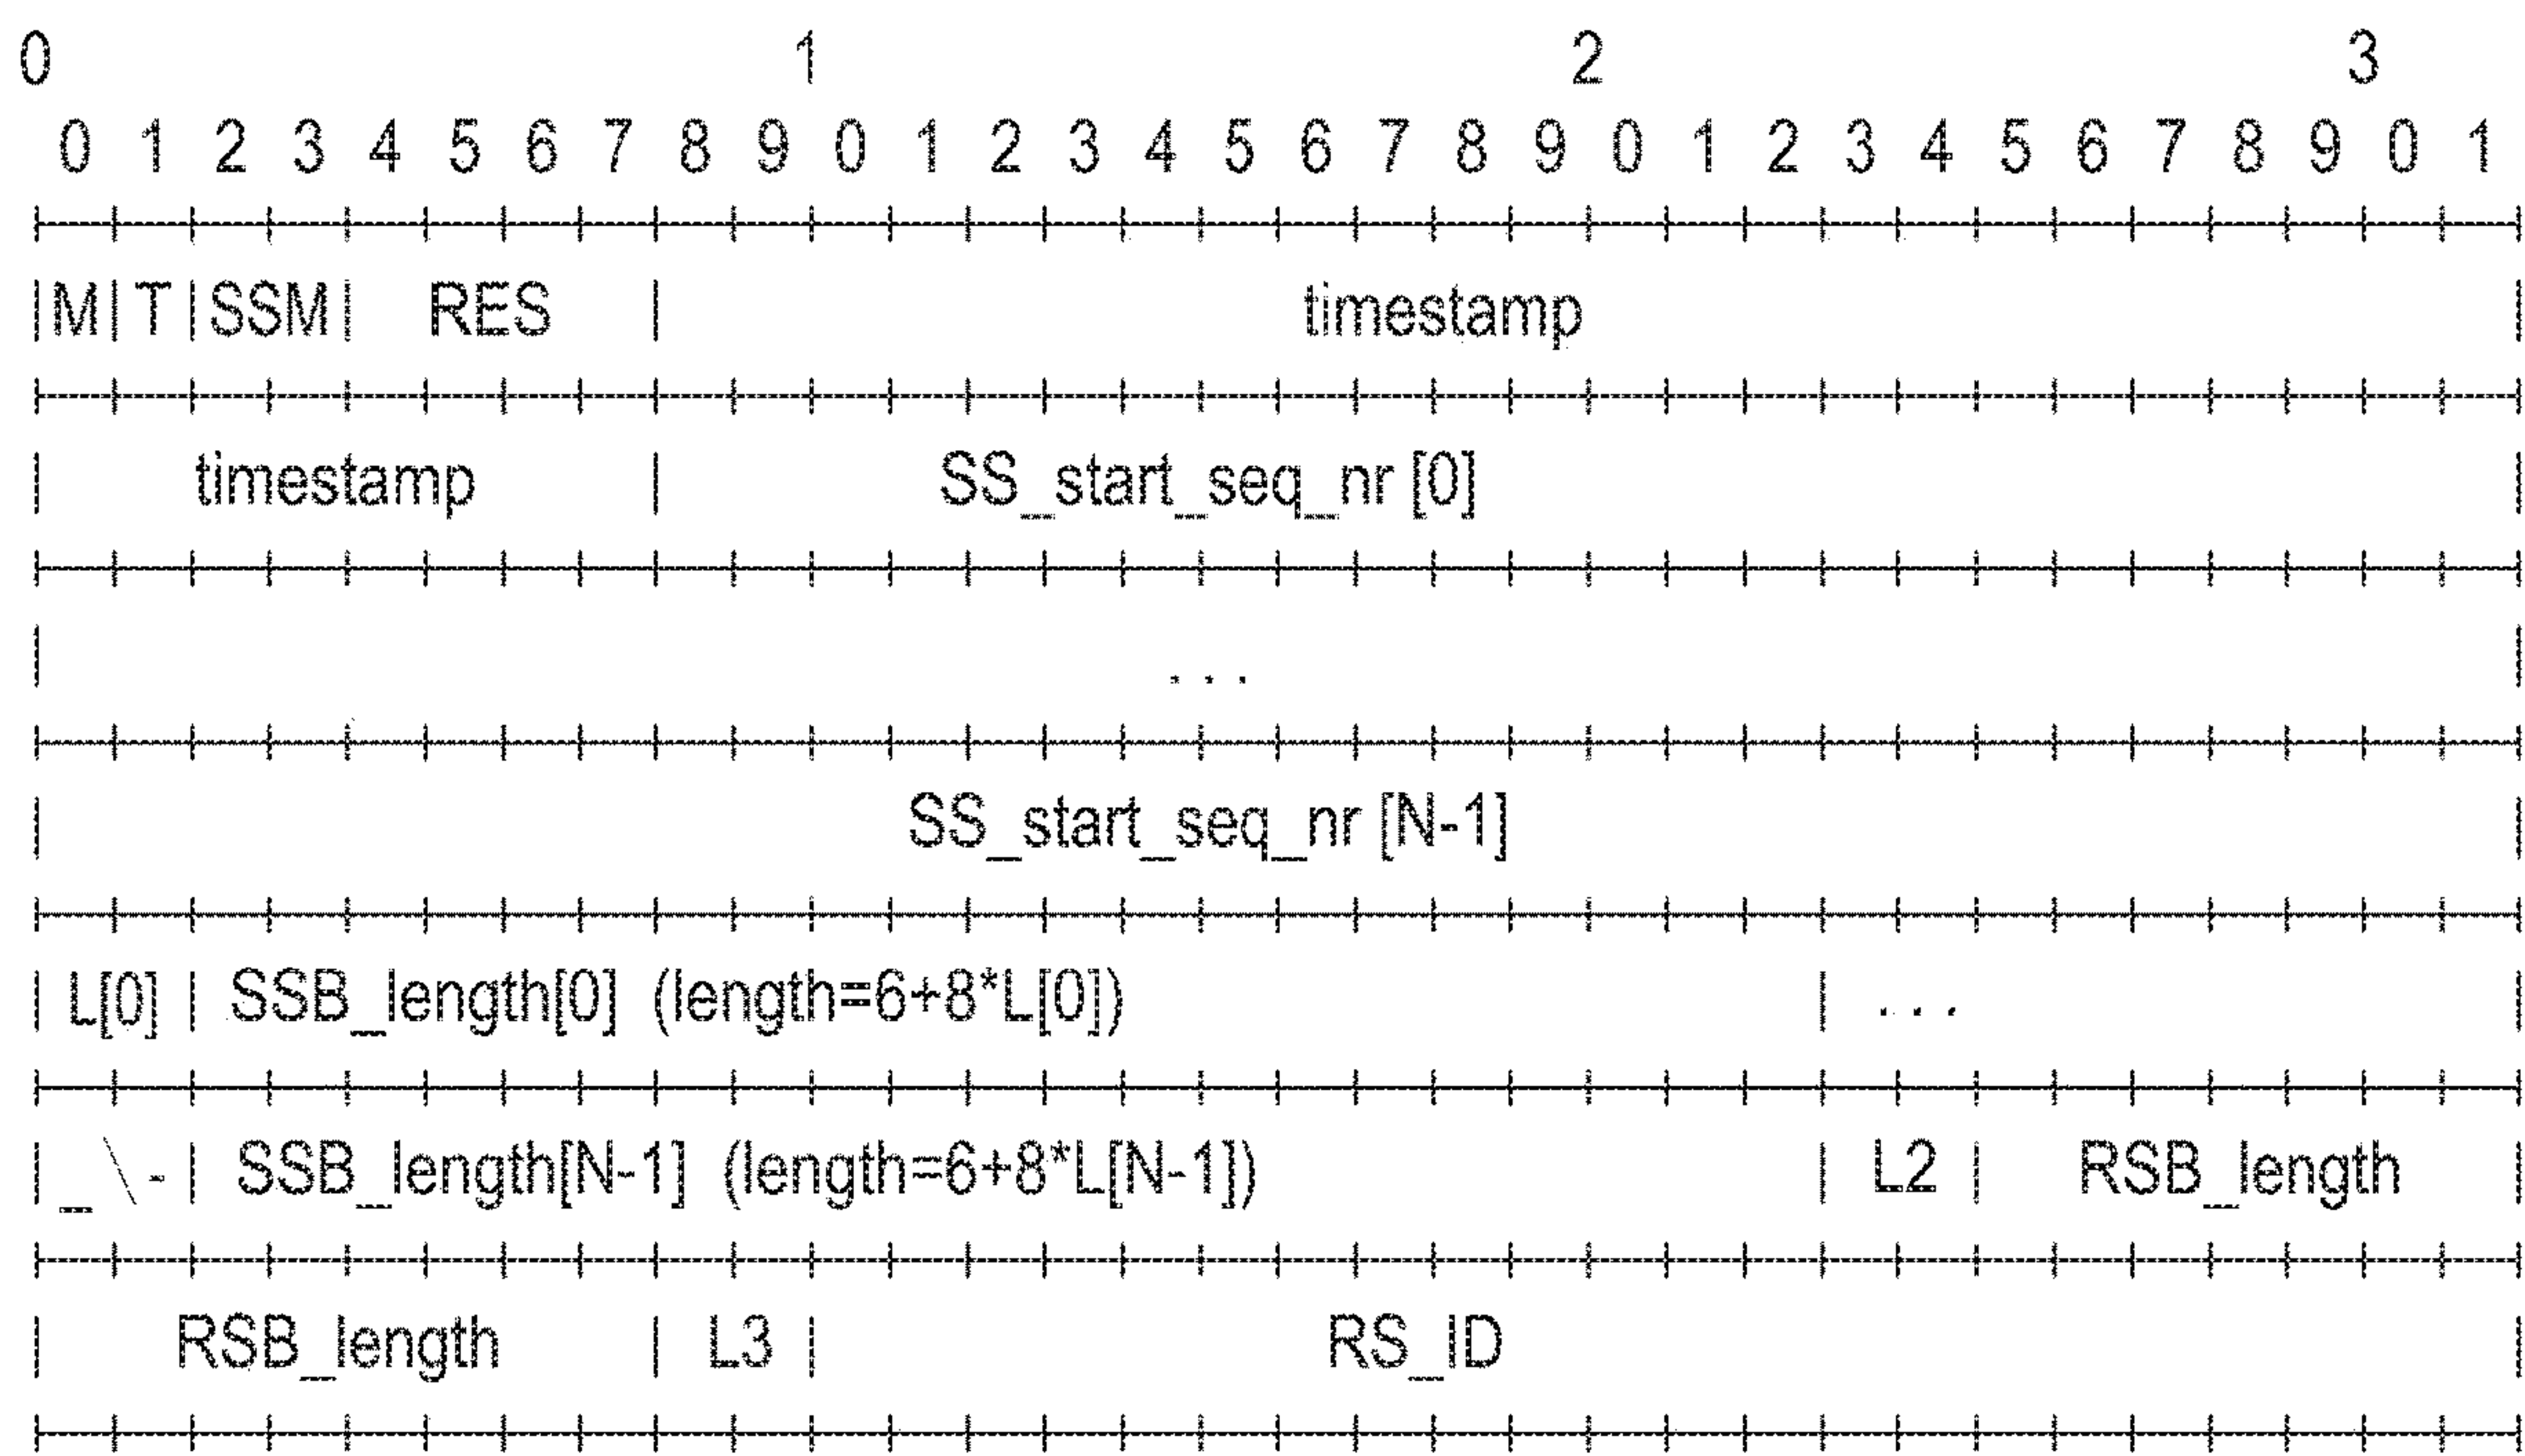 0 1 2 3
0 1 2 3 4 5 6 7 8 9 0 1 2 3 4 5 6 7 8 9 0 1 2 3 4 5 6 7 8 9 0 1
|M|T|SSM| RES | timestamp |
| timestamp | SS_start_seq_nr [0] |
| ... |
| SS_start_seq_nr [N-1] |
| L[0] | SSB_length[0] (length=6+8*L[0]) | ... |
|_\-| SSB_length[N-1] (length=6+8*L[N-1]) | L2 | RSB_length |
| RSB_length | L3 | RS_ID |